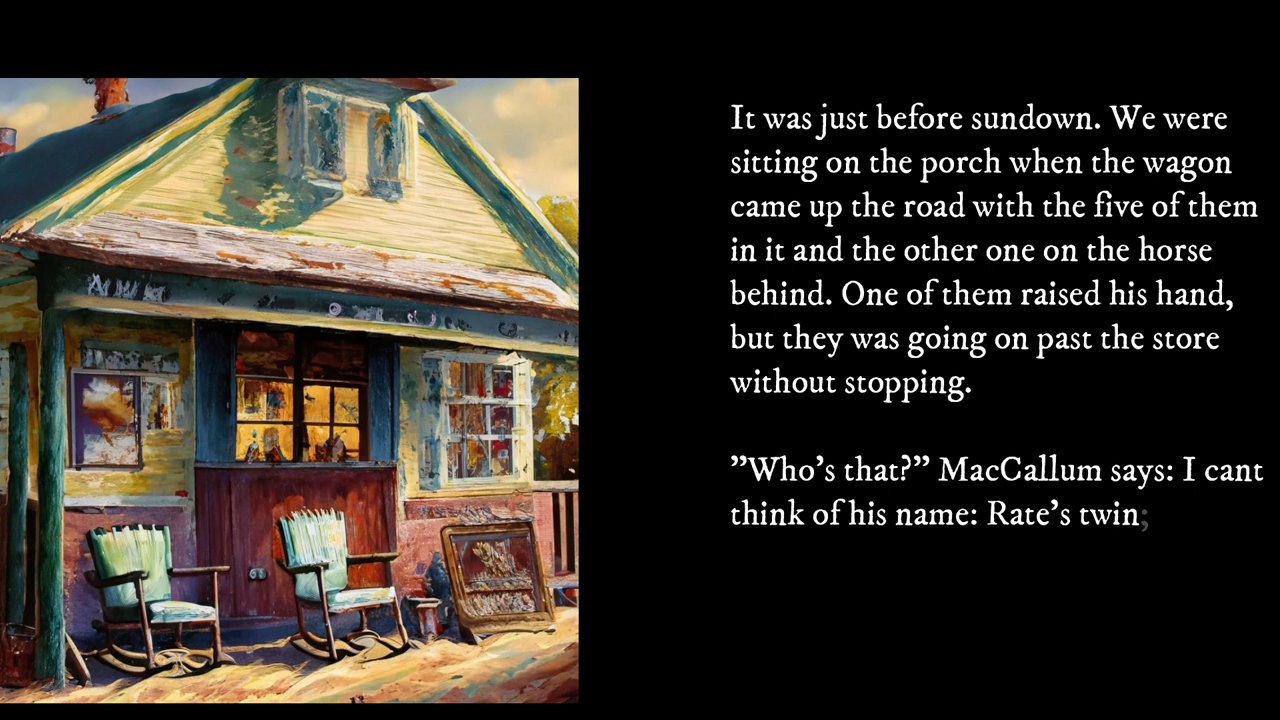 It was just before sundown. We were
sitting on the porch when the wagon
came up the road with the five of them
in it and the other one on the horse
behind. One of them raised his hand,
but they was going on past the store
without stopping.
”Who’s that?” MacCallum says: I cant
think of his name: Rate’s twin;